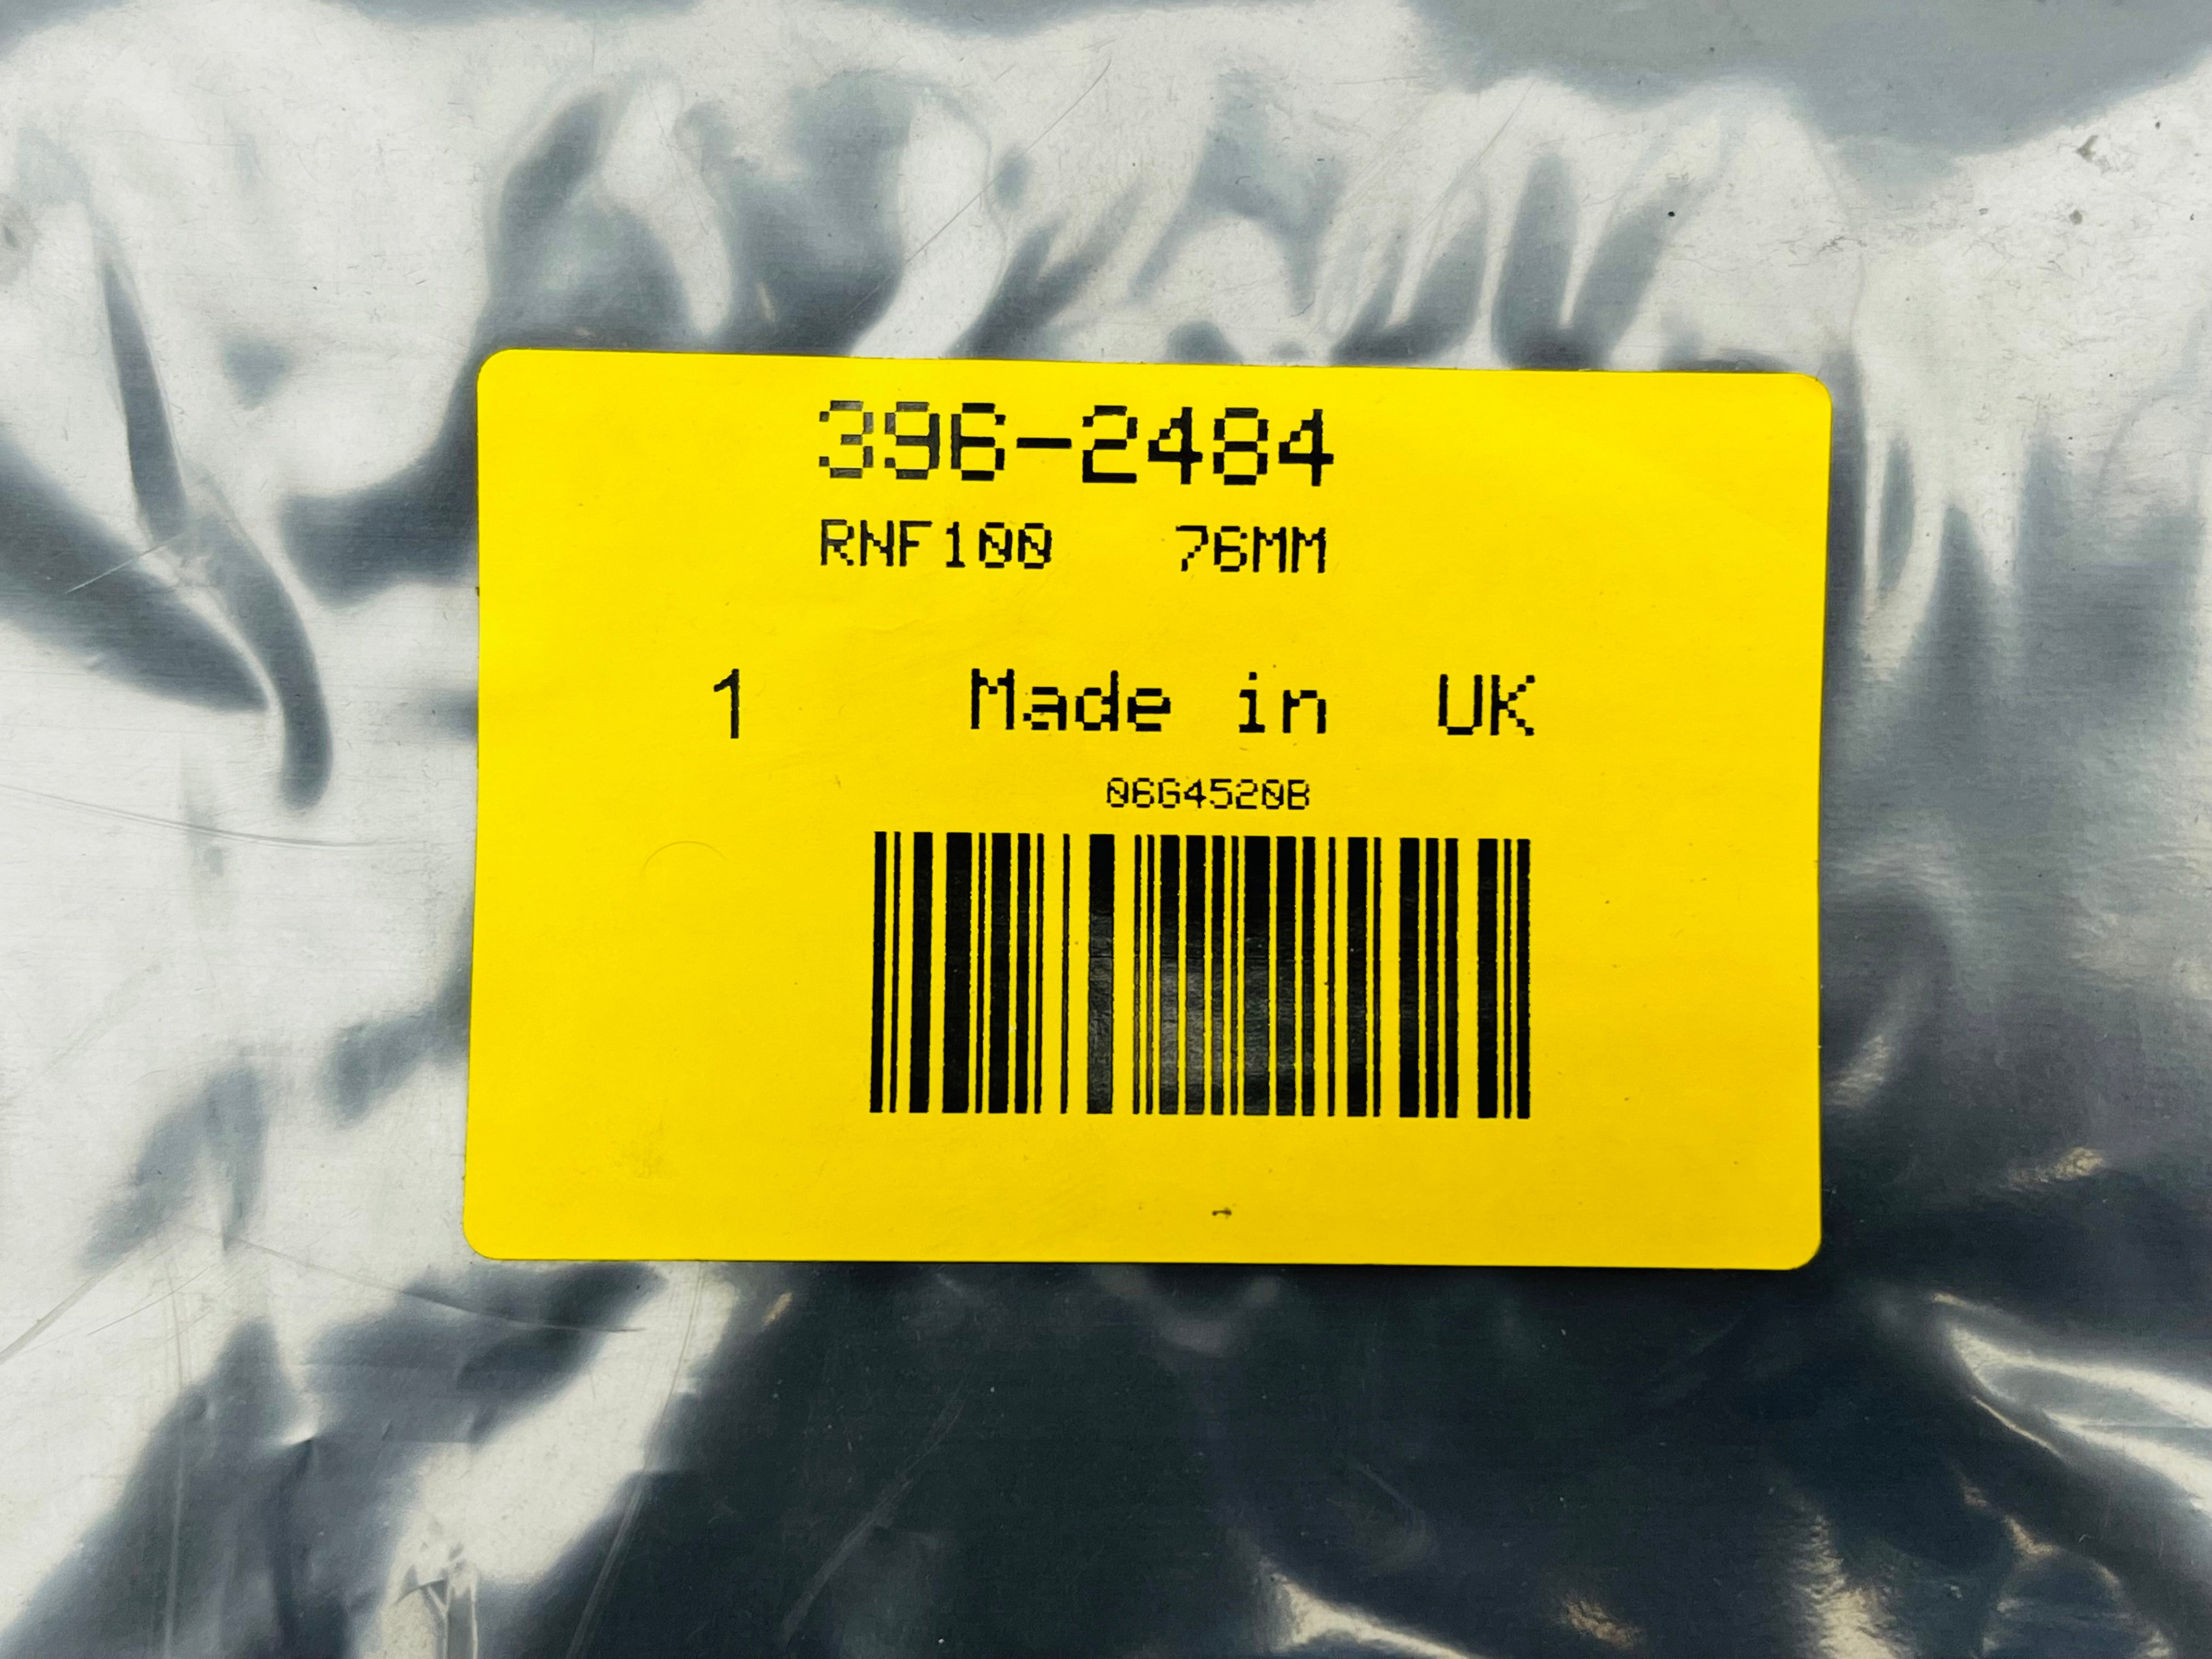 396-2484
RNF100 76MM
1 Made in UK
06G4520B